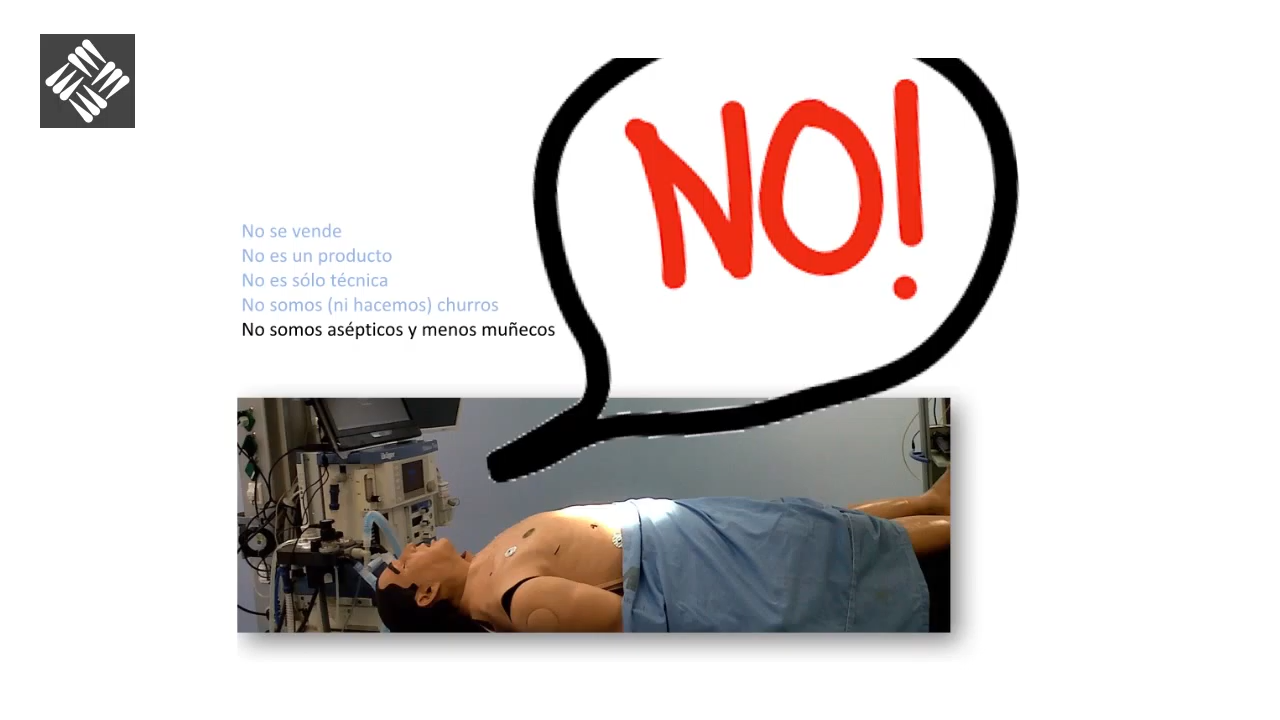 NO!
No se vende
No es un producto
No es sólo técnica
No somos (ni hacemos) churros
No somos asépticos y menos muñecos
Dräger